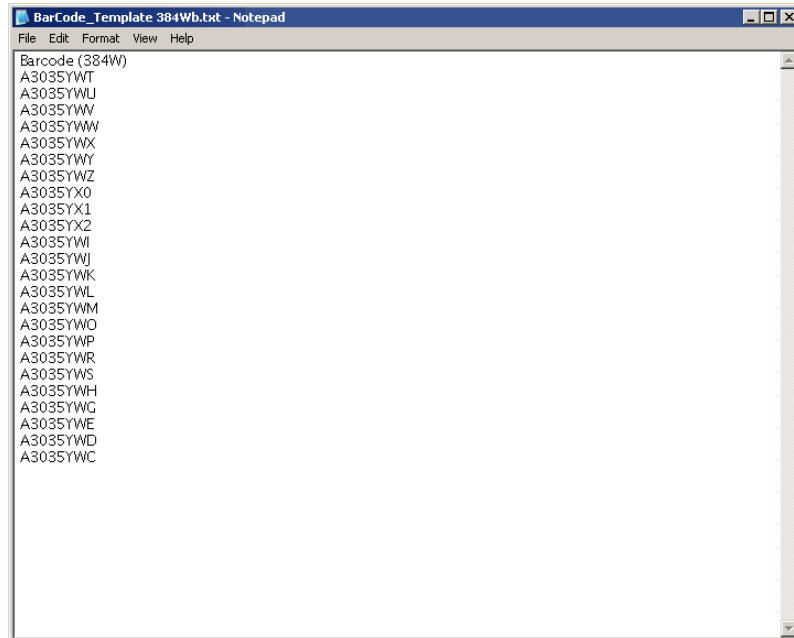 BarCode_Template 384Wb.txt - Notepad
File Edit Format View Help
Barcode (384W)
A3035YWT
A3035YWU
A3035YWV
A3035YWW
A3035YWX
A3035YWY
A3035YWZ
A3035YX0
A3035YX1
A3035YX2
A3035YWI
A3035YWJ
A3035YWK
A3035YWL
A3035YWM
A3035YWO
A3035YWP
A3035YWR
A3035YWS
A3035YWH
A3035YWG
A3035YWE
A3035YWD
A3035YWC